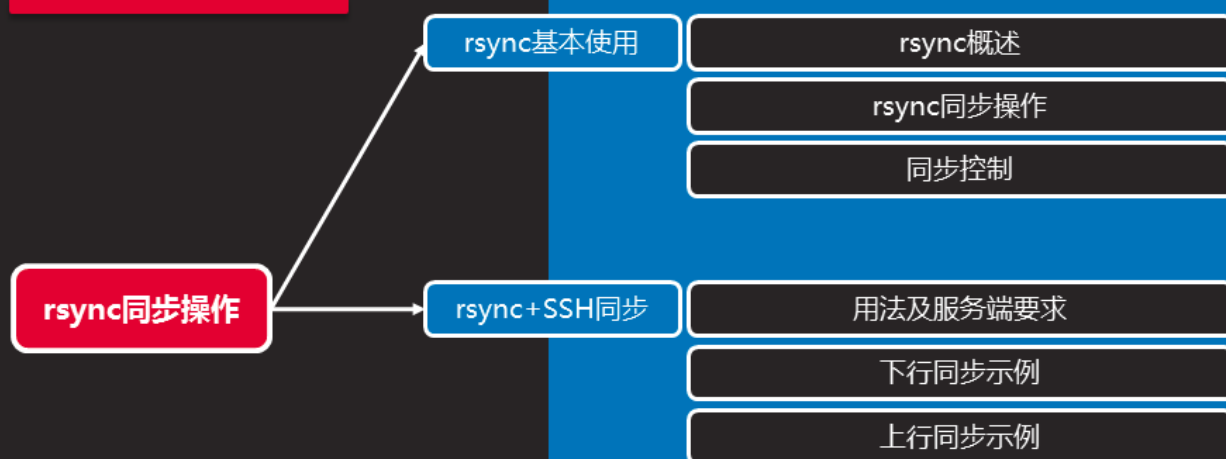 rsync基本使用
rsync概述
rsync同步操作
同步控制
rsync同步操作
rsync+SSH同步
用法及服务端要求
下行同步示例
上行同步示例